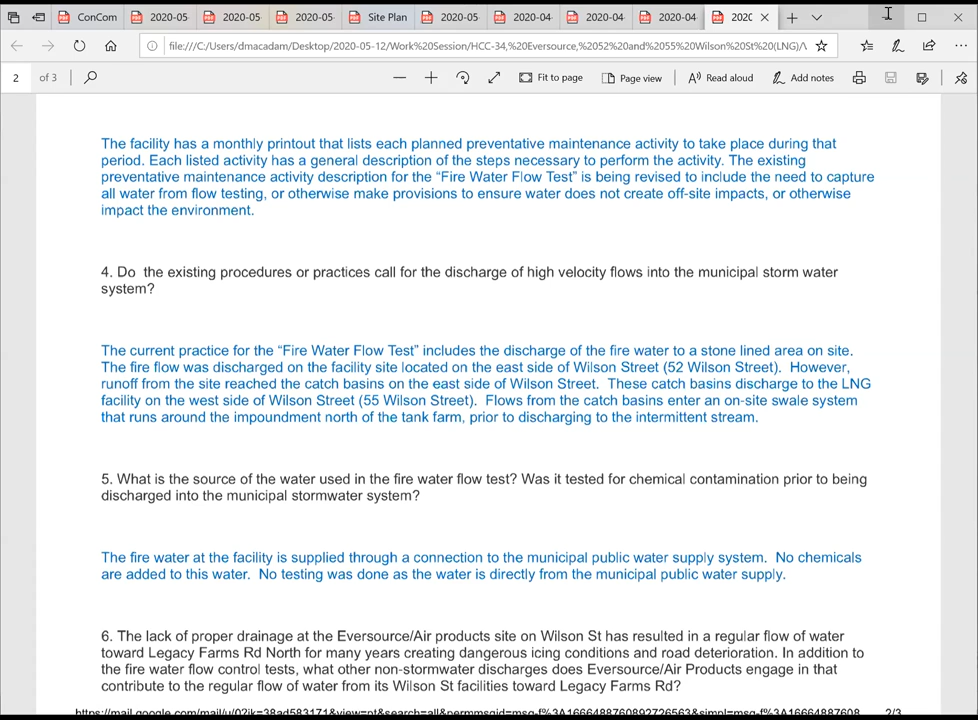 ConCom
2020-05
2020-05
2020-05
Site Plan
2020-05
2020-04
2020-04
2020-04
202C
file:///C:/Users/dmacadam/Desktop/2020-05-12/Work%20Session/HCC-34,%20Eversource,%2052%20and%2055%20Wilson%20St%20(LNG)/V
2 of 3
Fit to page
Page view
Read aloud
Add notes
The facility has a monthly printout that lists each planned preventative maintenance activity to take place during that
period. Each listed activity has a general description of the steps necessary to perform the activity. The existing
preventative maintenance activity description for the “Fire Water Flow Test” is being revised to include the need to capture
all water from flow testing, or otherwise make provisions to ensure water does not create off-site impacts, or otherwise
impact the environment.
4. Do the existing procedures or practices call for the discharge of high velocity flows into the municipal storm water
system?
The current practice for the “Fire Water Flow Test” includes the discharge of the fire water to a stone lined area on site.
The fire flow was discharged on the facility site located on the east side of Wilson Street (52 Wilson Street). However,
runoff from the site reached the catch basins on the east side of Wilson Street. These catch basins discharge to the LNG
facility on the west side of Wilson Street (55 Wilson Street). Flows from the catch basins enter an on-site swale system
that runs around the impoundment north of the tank farm, prior to discharging to the intermittent stream.
5. What is the source of the water used in the fire water flow test? Was it tested for chemical contamination prior to being
discharged into the municipal stormwater system?
The fire water at the facility is supplied through a connection to the municipal public water supply system. No chemicals
are added to this water. No testing was done as the water is directly from the municipal public water supply.
6. The lack of proper drainage at the Eversource/Air products site on Wilson St has resulted in a regular flow of water
toward Legacy Farms Rd North for many years creating dangerous icing conditions and road deterioration. In addition to
the fire water flow control tests, what other non-stormwater discharges does Eversource/Air Products engage in that
contribute to the regular flow of water from its Wilson St facilities toward Legacy Farms Rd?
2/3